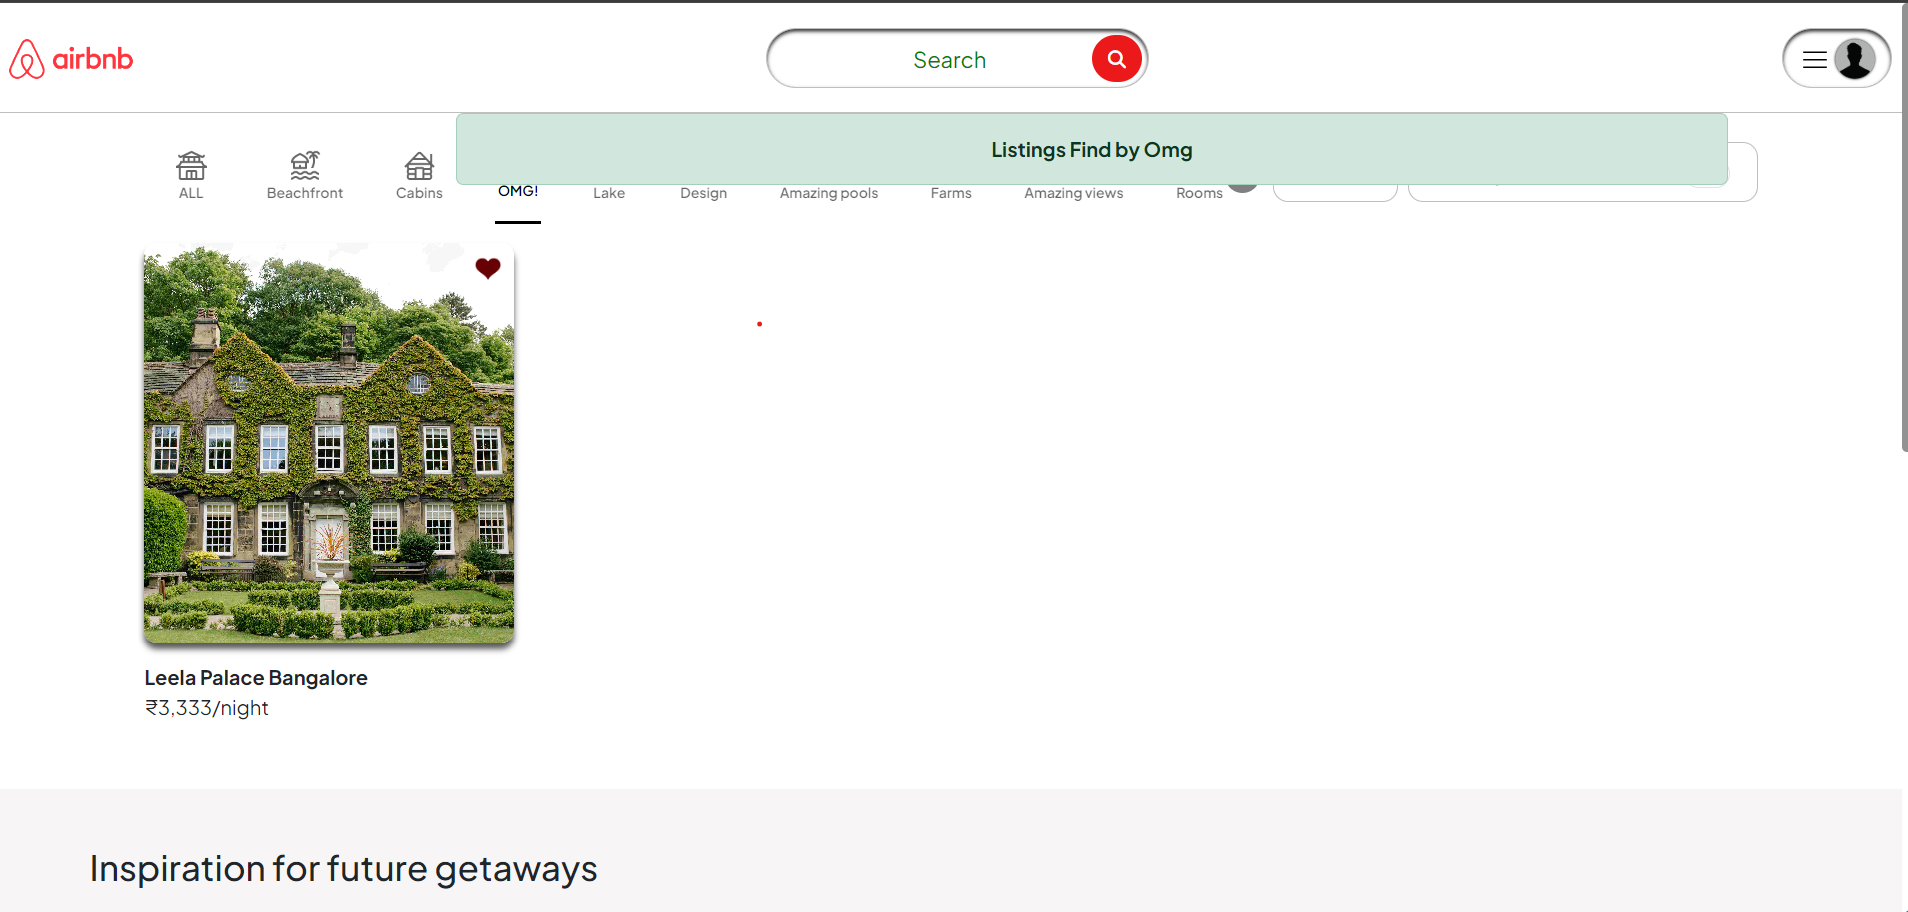 airbnb
Search
Listings Find by Omg
ALL
Beachfront
Cabins
OMG!
Lake
Design
Amazing pools
Farms
Amazing views
Rooms
Leela Palace Bangalore
₹3,333/night
Inspiration for future getaways